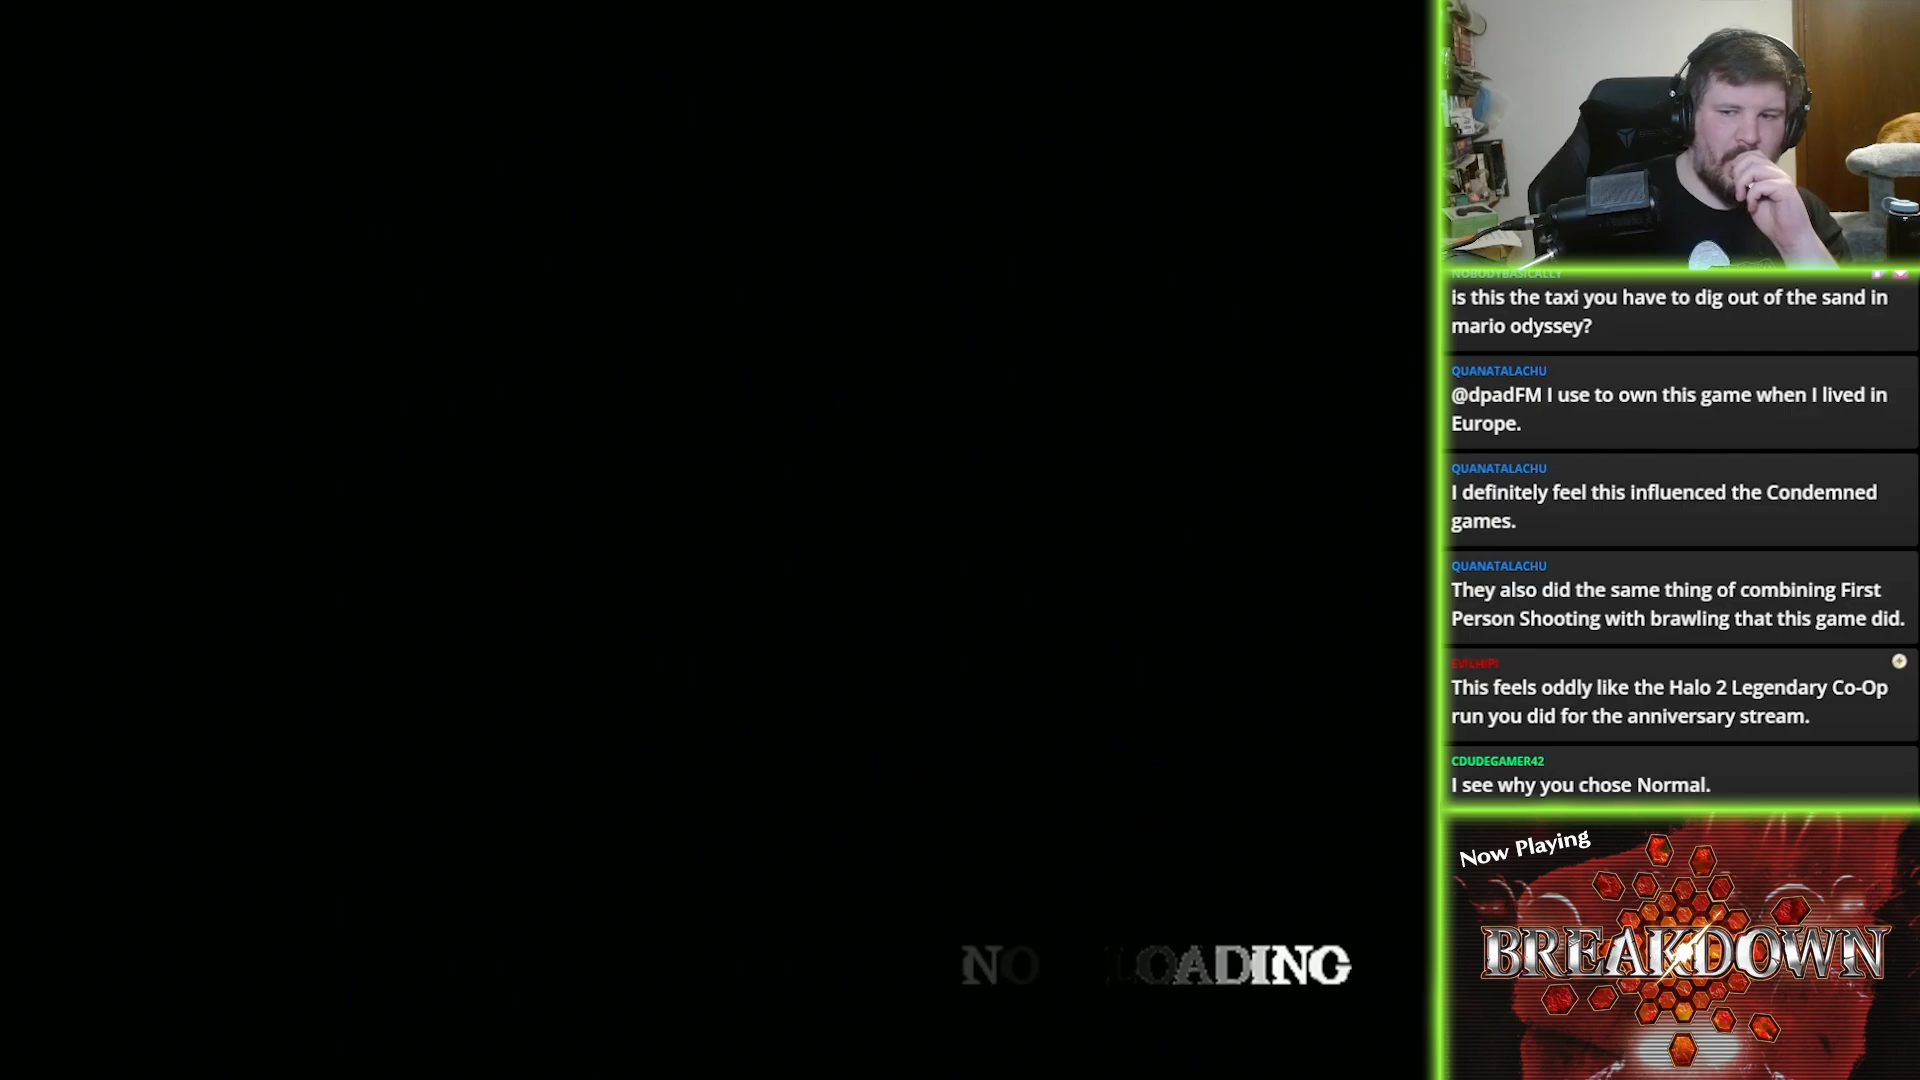 NO LOADING
NOBODYBASICALLY
is this the taxi you have to dig out of the sand in
mario odyssey?
QUANATALACHU
@dpadFM I use to own this game when I lived in
Europe.
QUANATALACHU
I definitely feel this influenced the Condemned
games.
QUANATALACHU
They also did the same thing of combining First
Person Shooting with brawling that this game did.
EVILHIPI
This feels oddly like the Halo 2 Legendary Co-Op
run you did for the anniversary stream.
CDUDEGAMER42
I see why you chose Normal.
Now Playing
BREAKDOWN